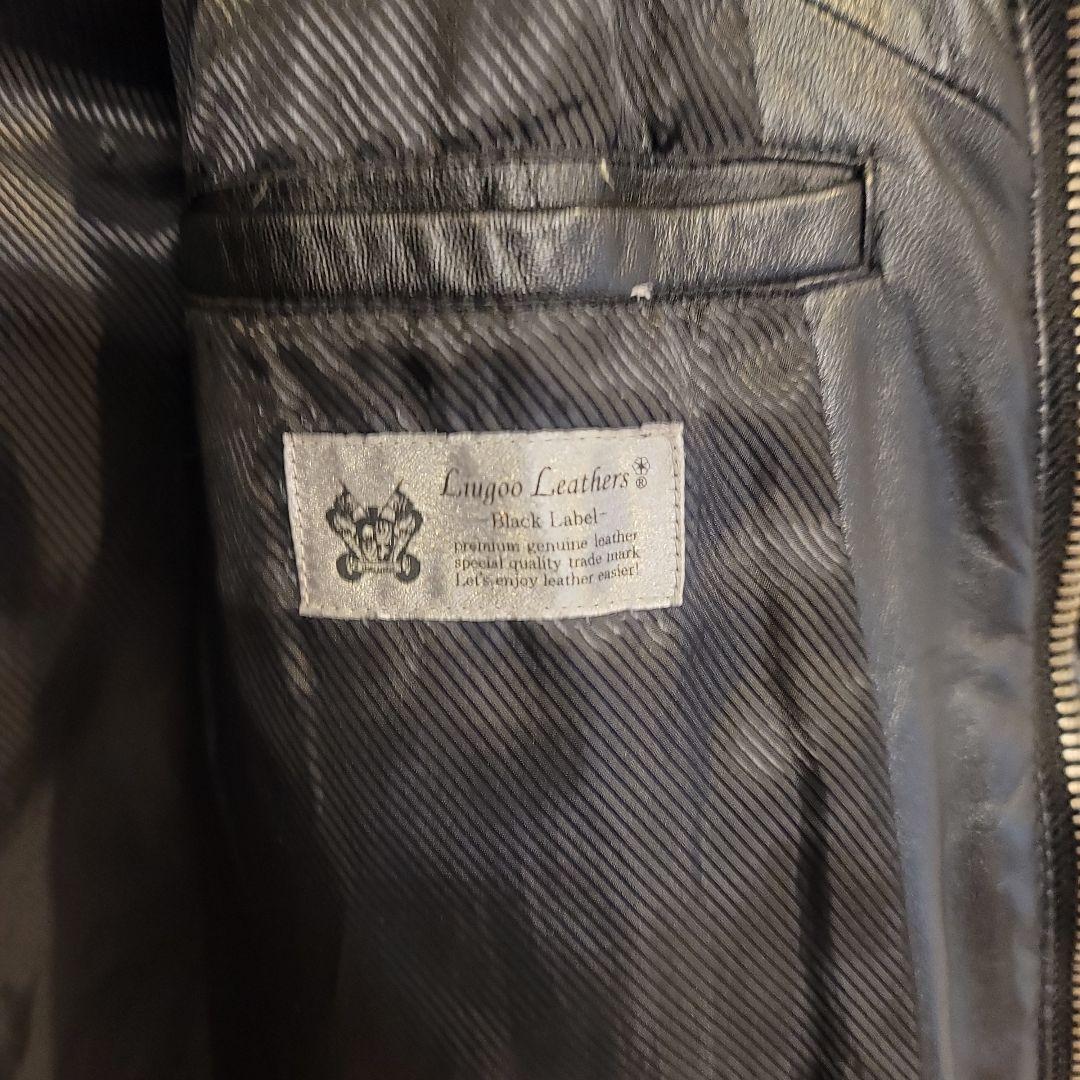 Liugoo Leathers®
-Black Label-
premium genuine leather
special quality trade mark
Let's enjoy leather easier!